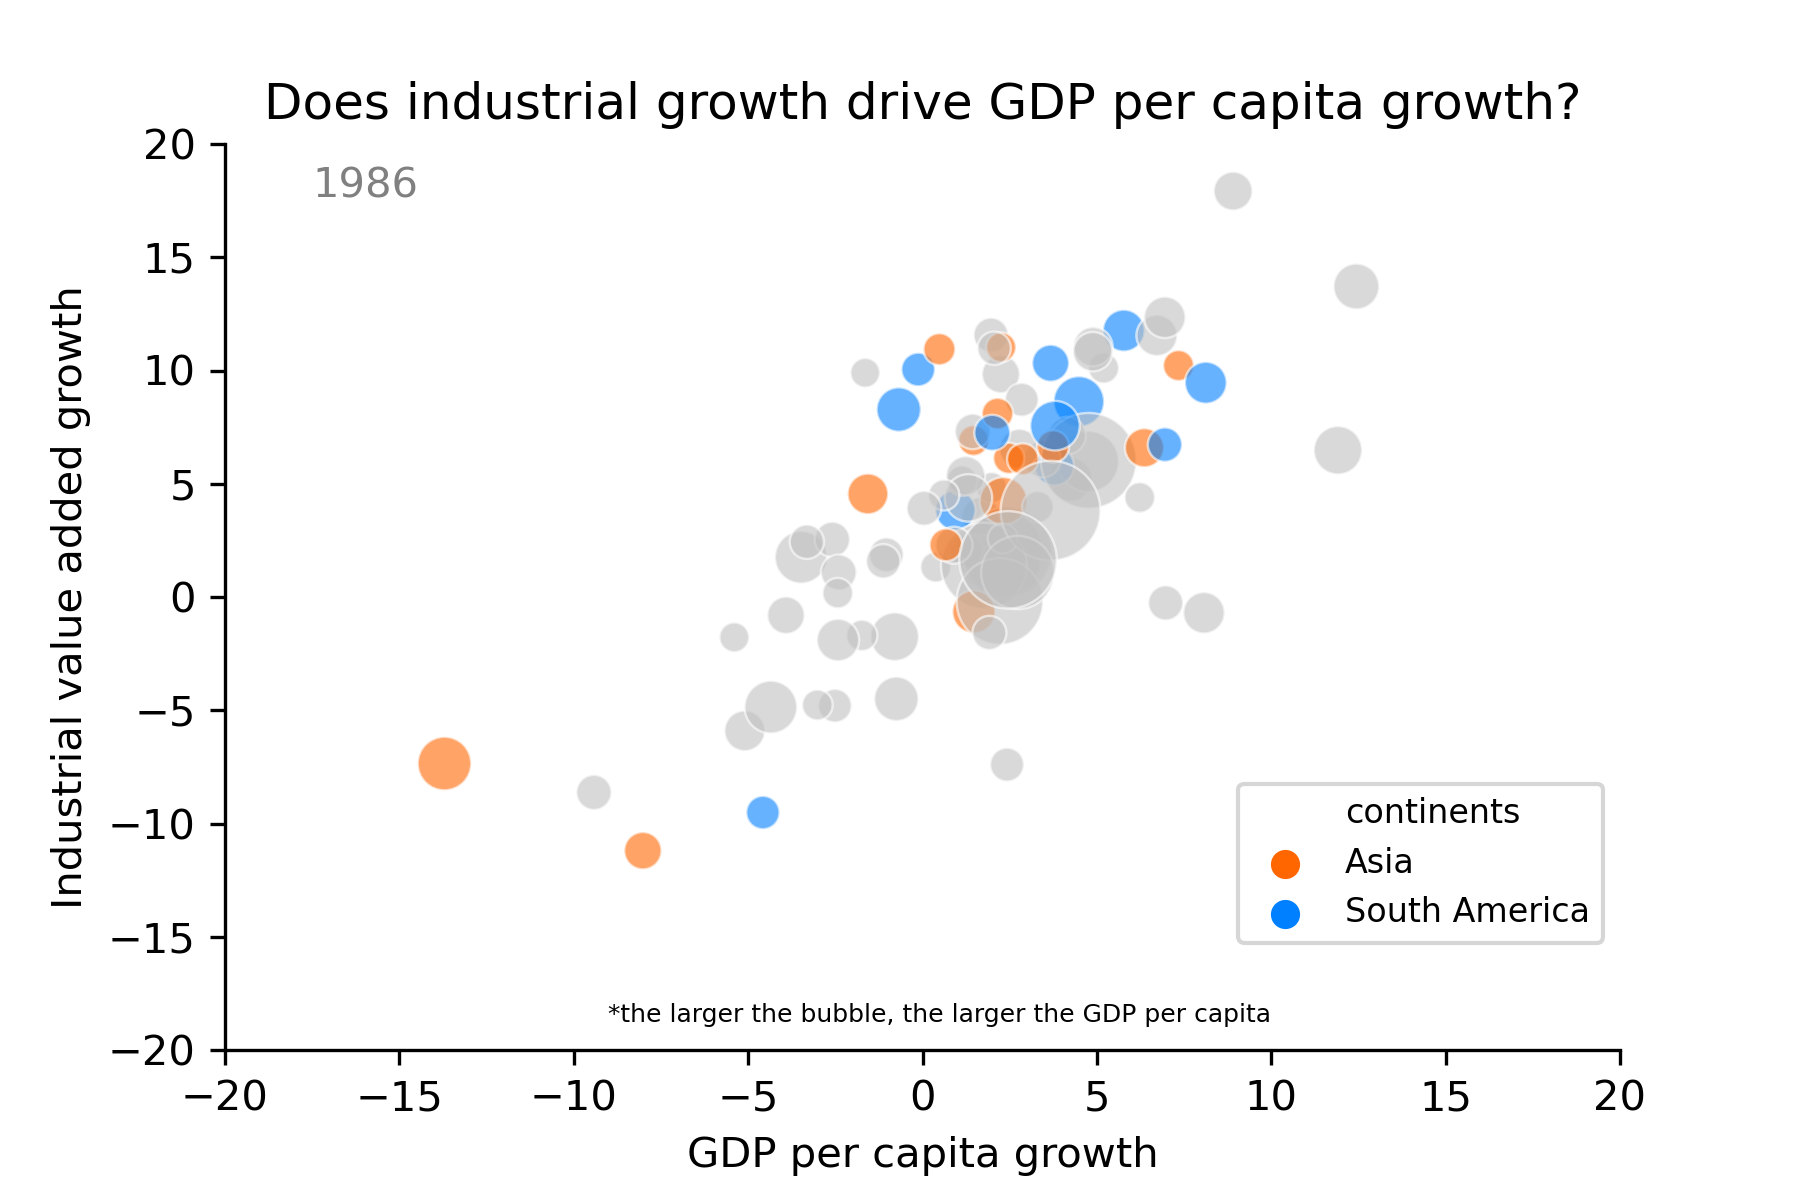 Does industrial growth drive GDP per capita growth?
1986
20
15
10
5
0
−5
−10
−15
−20
Industrial value added growth
continents
Asia
South America
*the larger the bubble, the larger the GDP per capita
−20 −15 −10 −5 0 5 10 15 20
GDP per capita growth